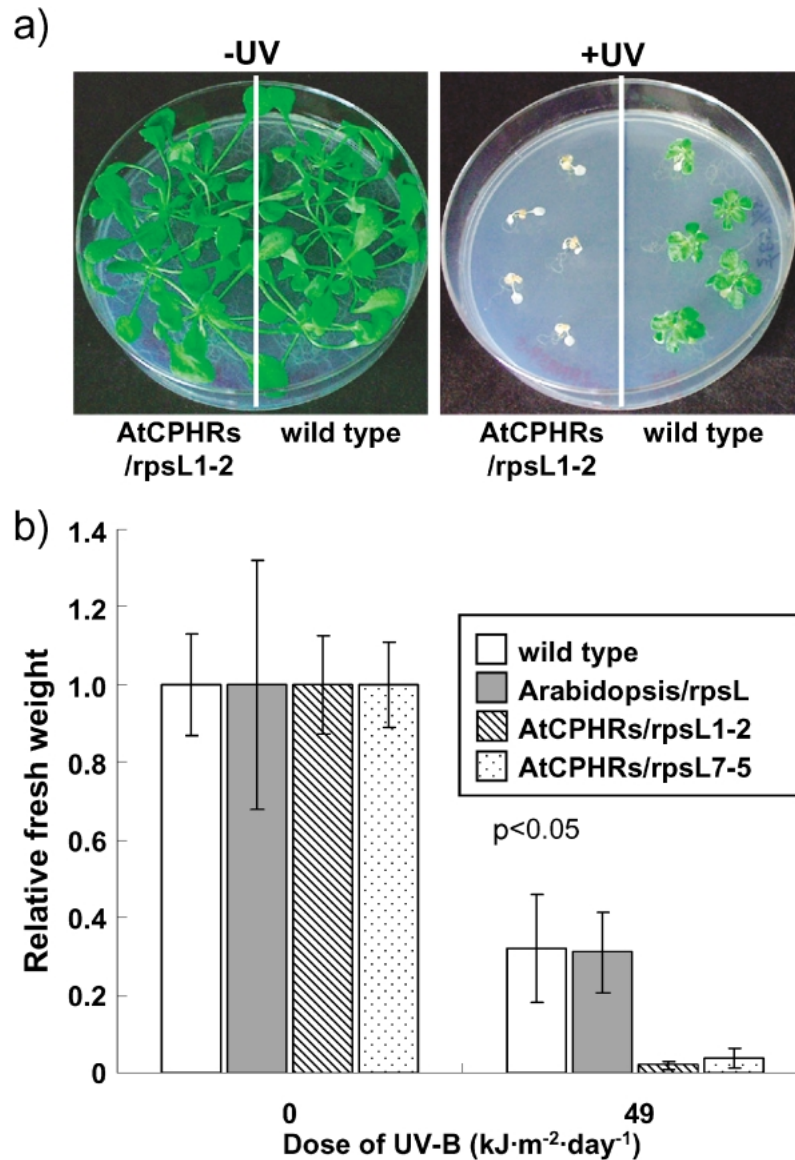 a)
-UV
+UV
AtCPHRs
/rpsL1-2
wild type
AtCPHRs
/rpsL1-2
wild type
b)
1.4
1.2
1.0
0.8
0.6
0.4
0.2
0
Relative fresh weight
wild type
Arabidopsis/rpsL
AtCPHRs/rpsL1-2
AtCPHRs/rpsL7-5
p<0.05
0
49
Dose of UV-B (kJ·m⁻²·day⁻¹)